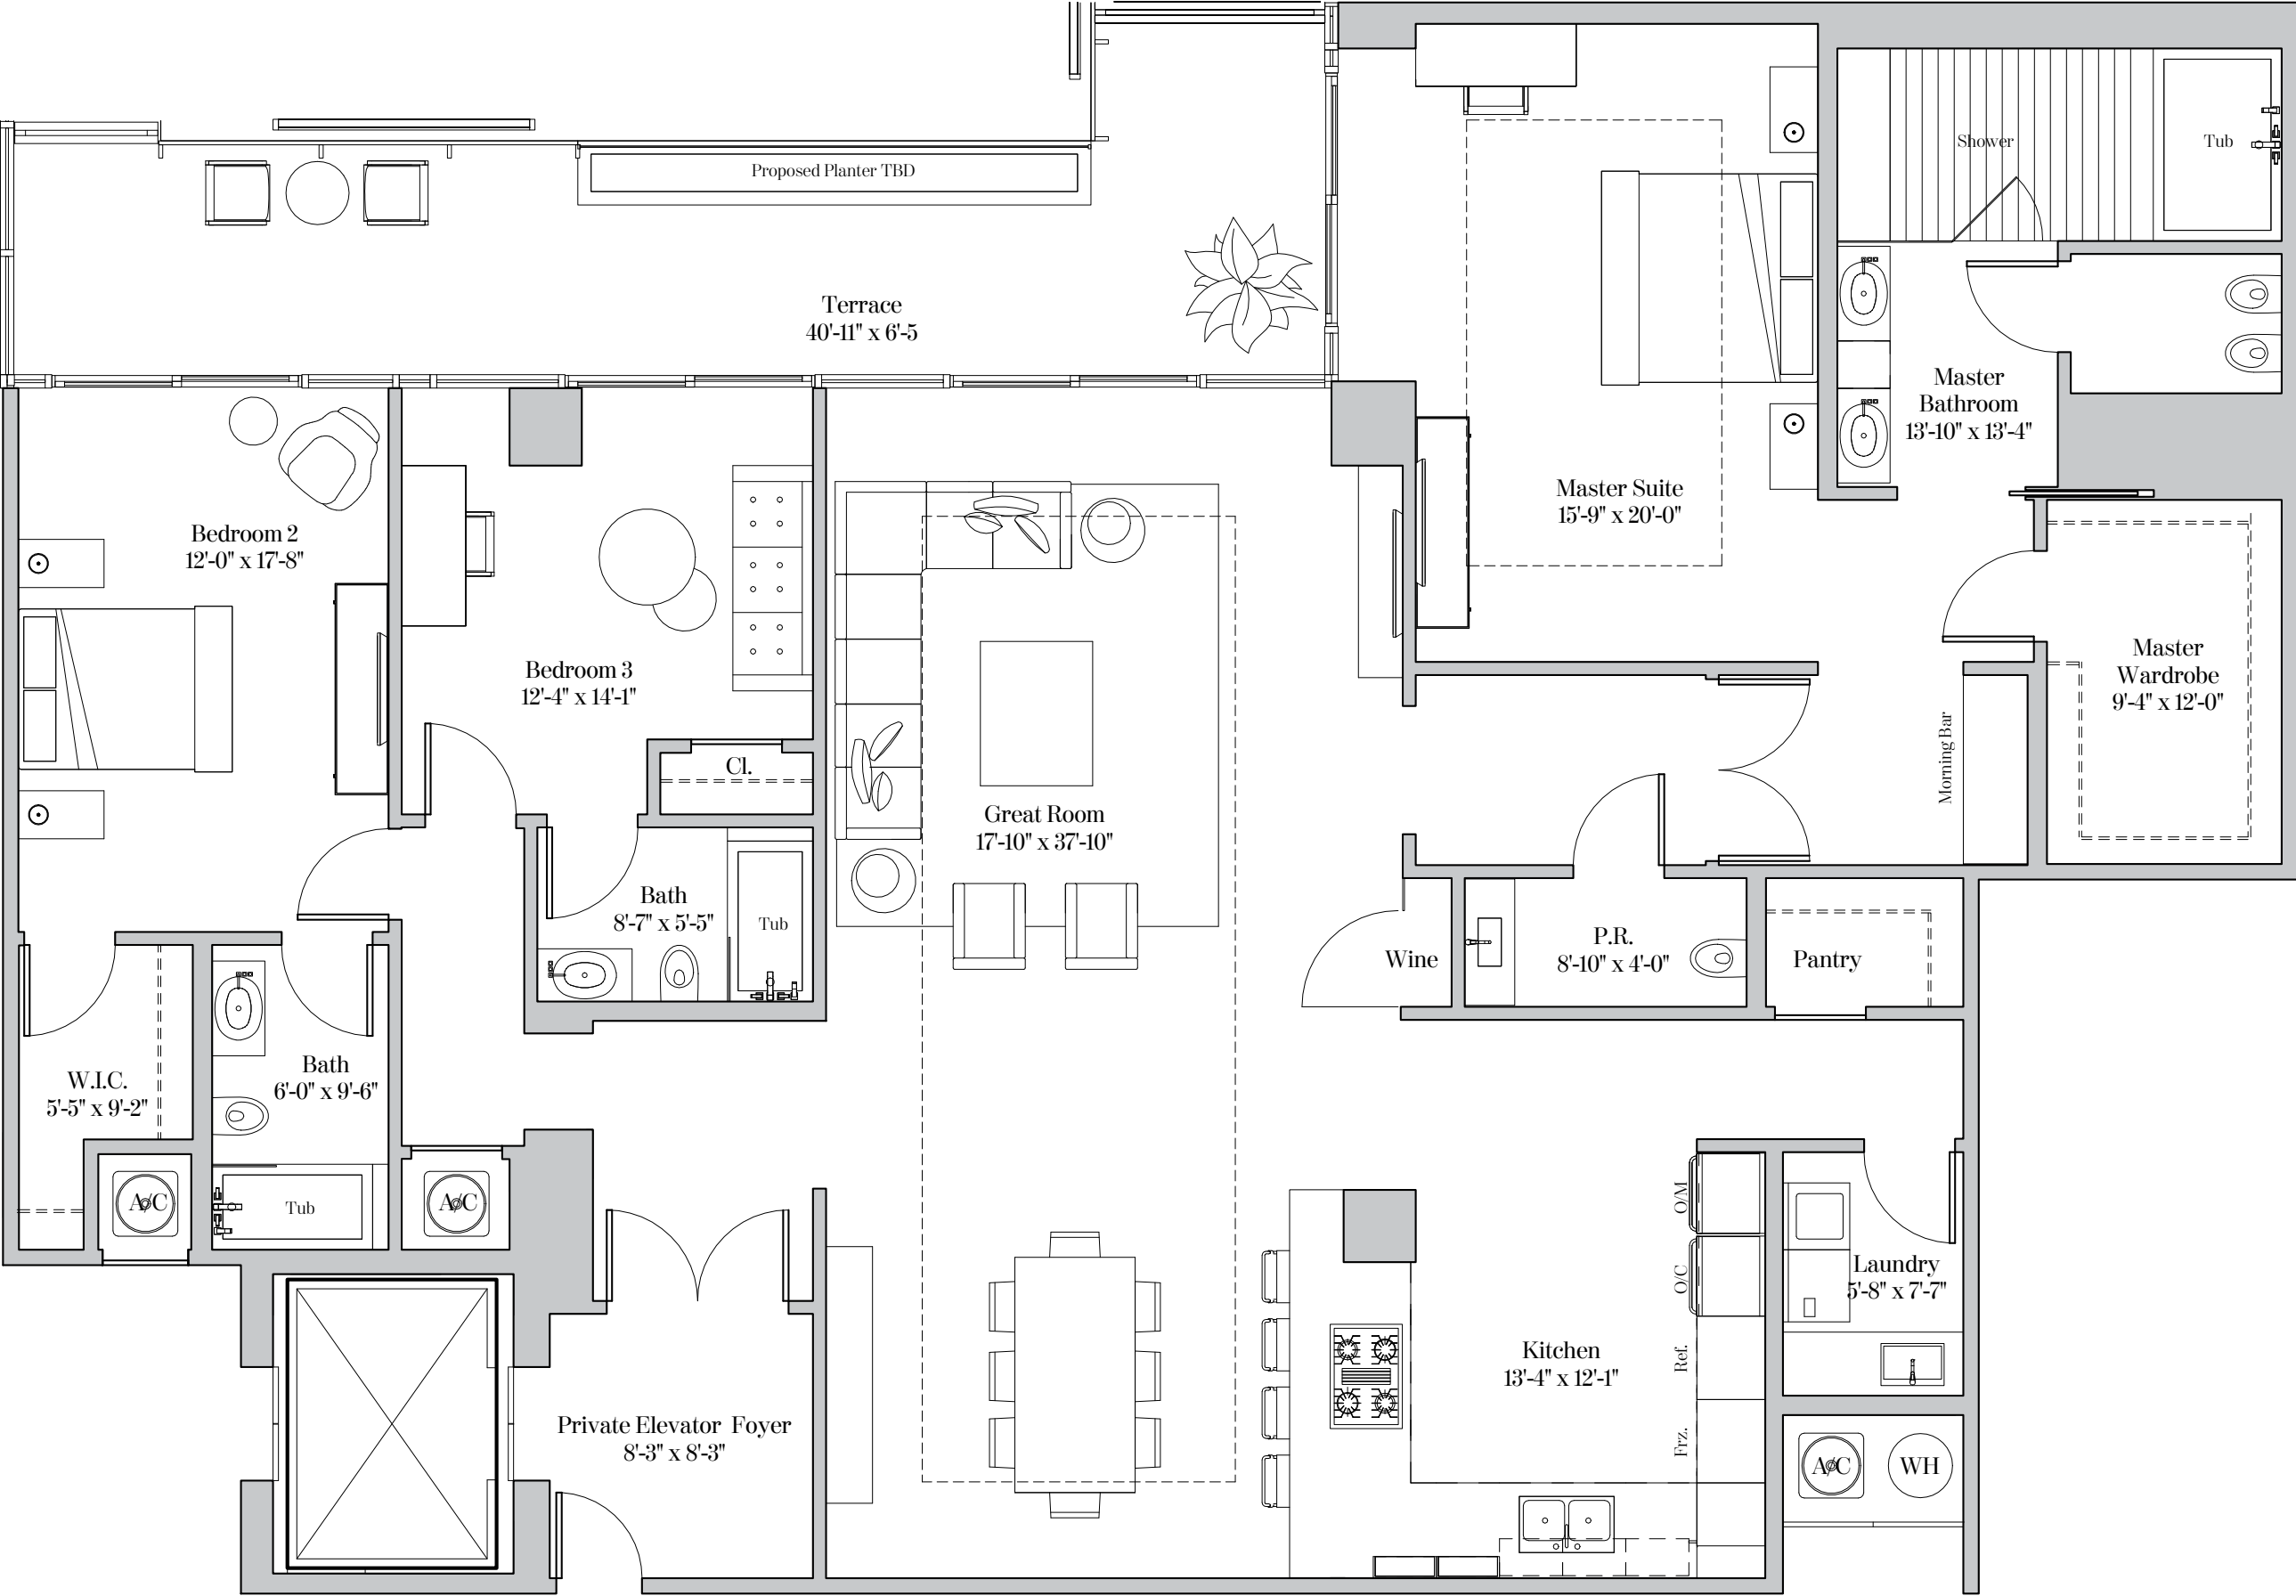 Shower
Tub
Proposed Planter TBD
Terrace
40'-11" x 6'-5
Master
Bathroom
13'-10" x 13'-4"
Master Suite
15'-9" x 20'-0"
Bedroom 2
12'-0" x 17'-8"
Bedroom 3
12'-4" x 14'-1"
Master
Wardrobe
9'-4" x 12'-0"
Morning Bar
Cl.
Great Room
17'-10" x 37'-10"
Bath
8'-7" x 5'-5"
Tub
Wine
P.R.
8'-10" x 4'-0"
Pantry
Bath
6'-0" x 9'-6"
W.I.C.
5'-5" x 9'-2"
A/C
Tub
A/C
O/M
O/C
Ref.
Frz.
Laundry
5'-8" x 7'-7"
Kitchen
13'-4" x 12'-1"
Private Elevator  Foyer
8'-3" x 8'-3"
A/C
WH